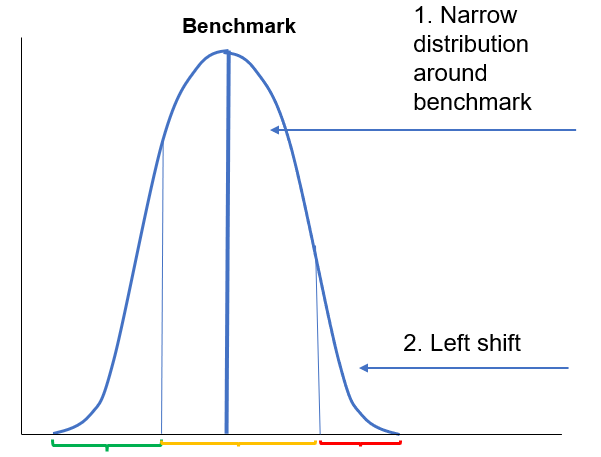 Benchmark
1. Narrow
distribution
around
benchmark
2. Left shift